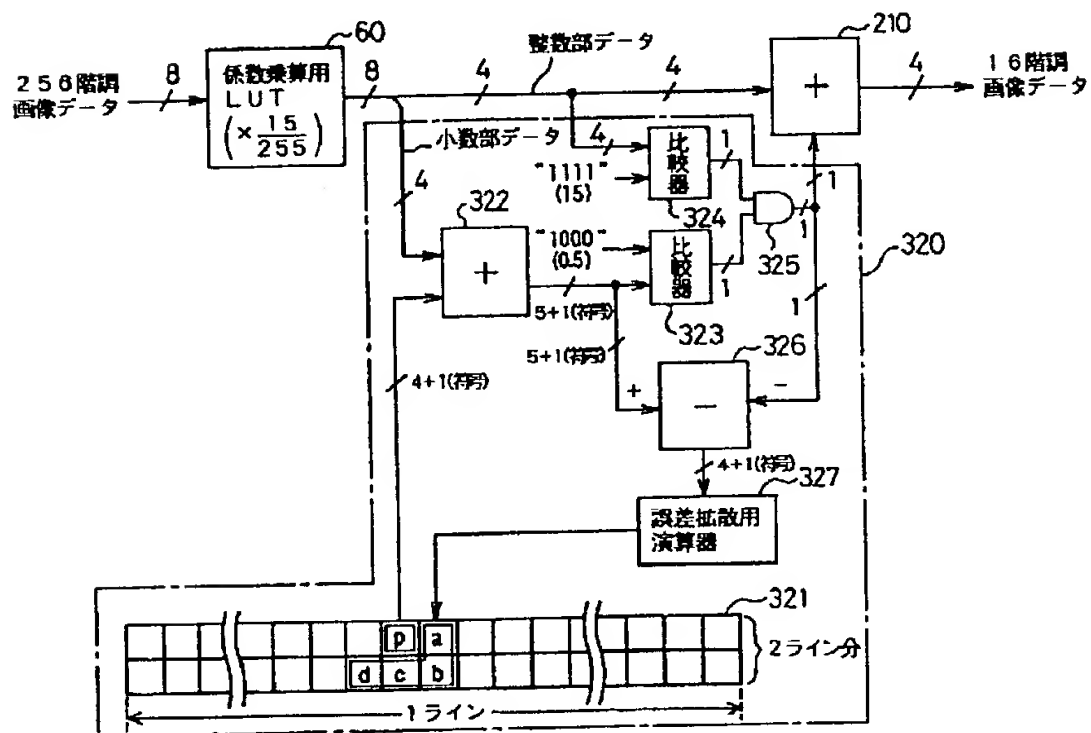 60
210
256階調
画像データ
8
係数乗算用
LUT
(× 15/255)
8
4
整数部データ
4
+
4
16階調
画像データ
小数部データ
4
4
"1111"
(15)
比較器
324
1
325
1
1
320
322
+
"1000"
(0.5)
比較器
323
1
5+1(符号)
5+1(符号)
1
4+1(符号)
326
+
−
−
4+1(符号)
327
誤差拡散用
演算器
321
p
a
d
c
b
2ライン分
1ライン